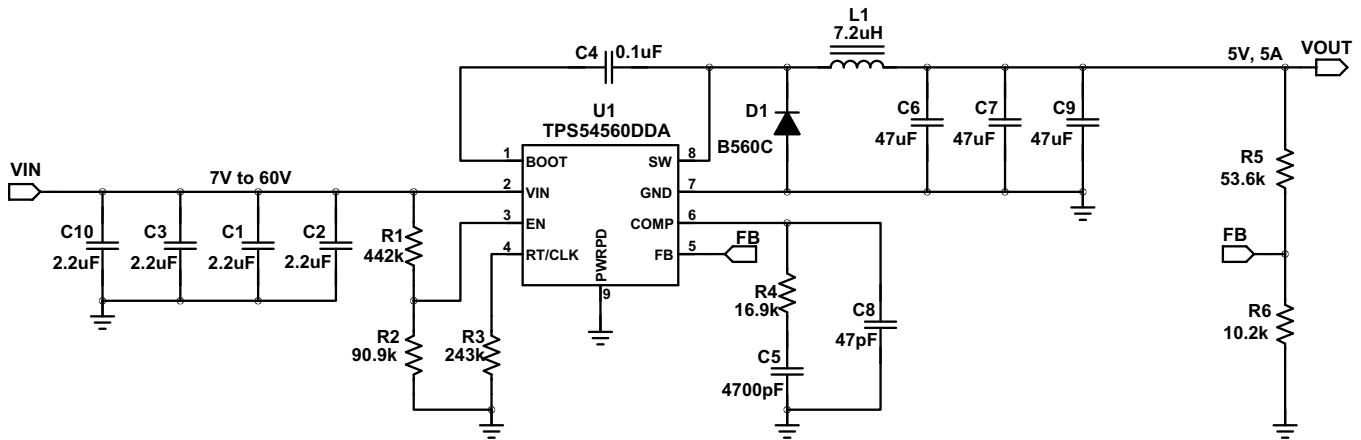 L1
7.2uH
C4
0.1uF
5V, 5A
VOUT
U1
TPS54560DDA
D1
B560C
C6
47uF
C7
47uF
C9
47uF
VIN
7V to 60V
1
BOOT
SW
8
2
VIN
GND
7
3
EN
COMP
6
4
RT/CLK
FB
5
PWRPD
9
FB
R5
53.6k
FB
C10
2.2uF
C3
2.2uF
C1
2.2uF
C2
2.2uF
R1
442k
R2
90.9k
R3
243k
R4
16.9k
C8
47pF
C5
4700pF
R6
10.2k